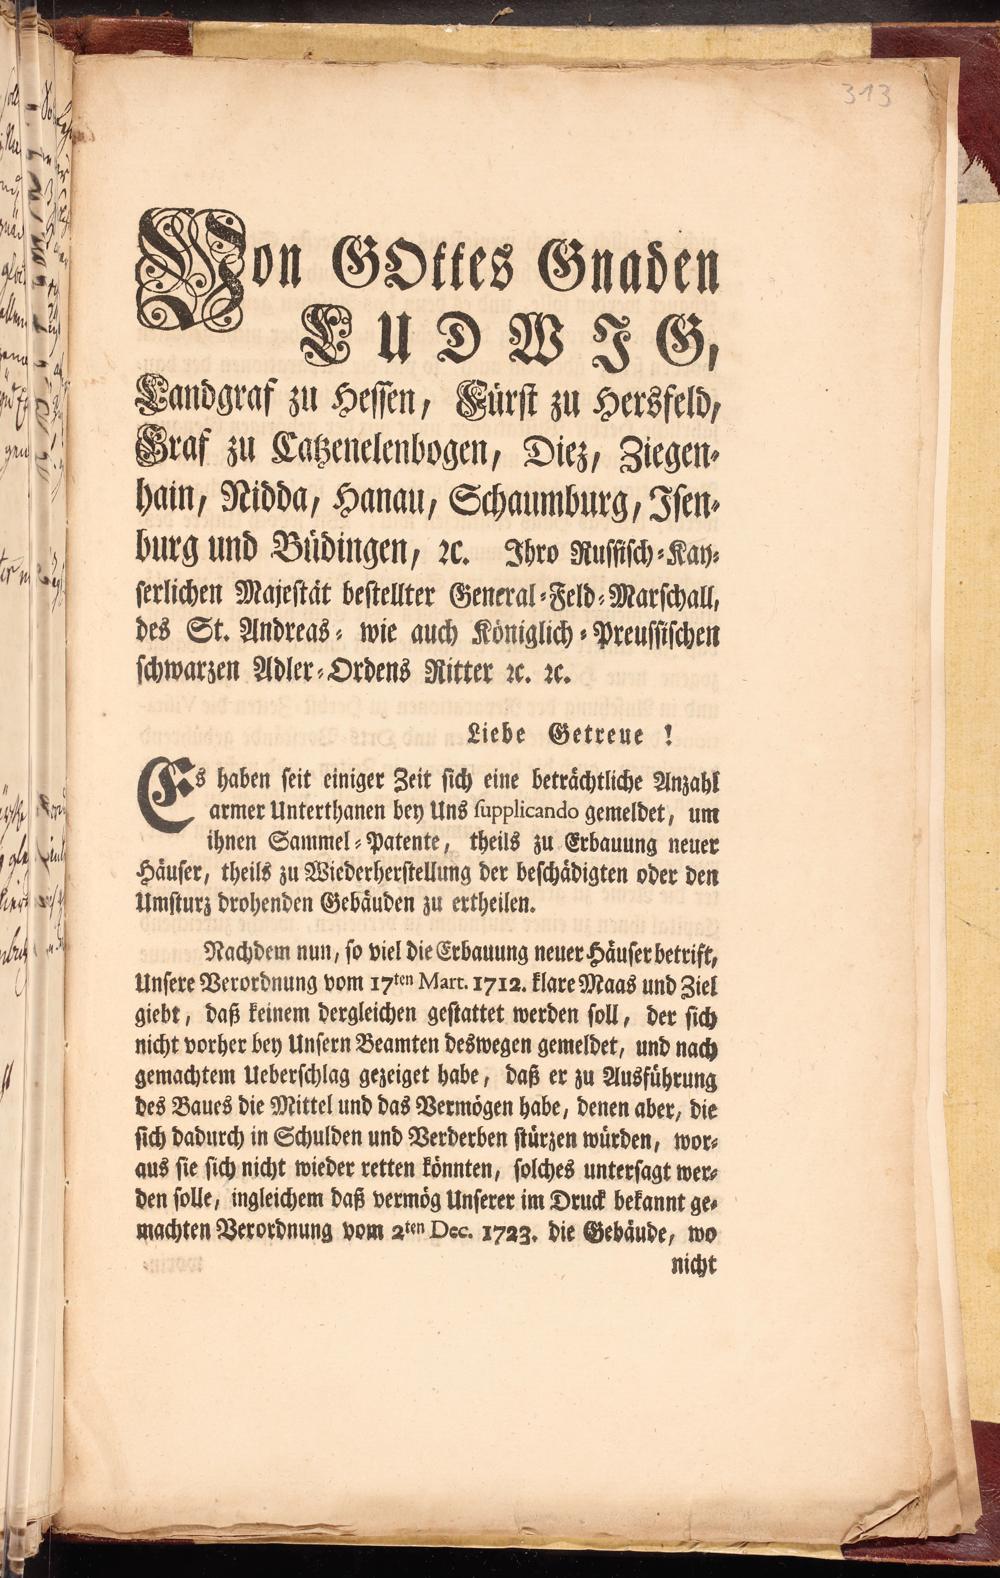 313
Von GOttes Gnaden
LUDWIG,
Landgraf zu Hessen, Fürst zu Hersfeld,
Graf zu Catzenelenbogen, Diez, Ziegen-
hain, Nidda, Hanau, Schaumburg, Isen-
burg und Büdingen, ꝛc. Ihro Russisch-Kay-
serlichen Majestät bestellter General-Feld-Marschall,
des St. Andreas- wie auch Königlich-Preussischen
schwarzen Adler-Ordens Ritter ꝛc. ꝛc.
Liebe Getreue !
Es haben seit einiger Zeit sich eine beträchtliche Anzahl
armer Unterthanen bey Uns supplicando gemeldet, um
ihnen Sammel-Patente, theils zu Erbauung neuer
Häuser, theils zu Wiederherstellung der beschädigten oder den
Umsturz drohenden Gebäuden zu ertheilen.
Nachdem nun, so viel die Erbauung neuer Häuser betrift,
Unsere Verordnung vom 17ten Mart. 1712. klare Maas und Ziel
giebt, daß keinem dergleichen gestattet werden soll, der sich
nicht vorher bey Unsern Beamten deswegen gemeldet, und nach
gemachtem Ueberschlag gezeiget habe, daß er zu Ausführung
des Baues die Mittel und das Vermögen habe, denen aber, die
sich dadurch in Schulden und Verderben stürzen würden, wor-
aus sie sich nicht wieder retten könnten, solches untersagt wer-
den solle, ingleichem daß vermög Unserer im Druck bekannt ge-
machten Verordnung vom 2ten Dec. 1723. die Gebäude, wo
nicht